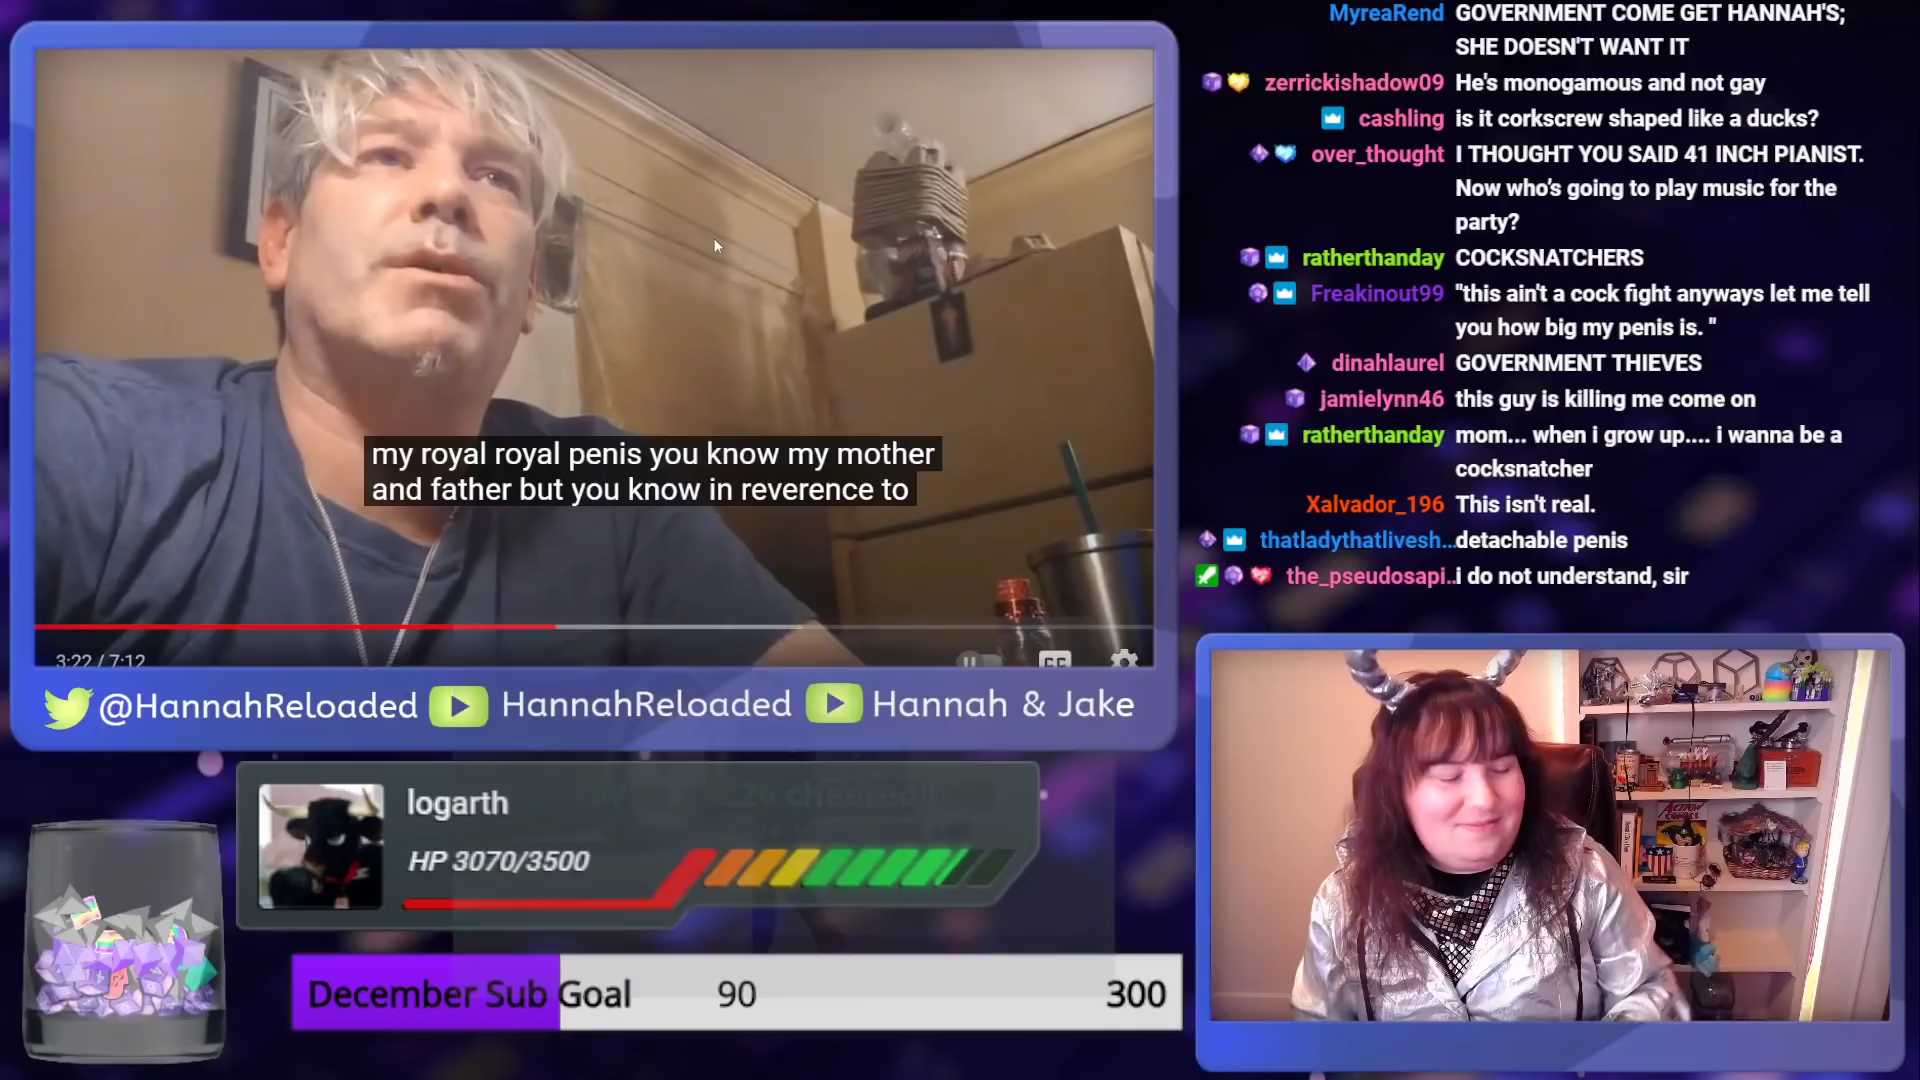 my royal royal penis you know my mother
and father but you know in reverence to
3:22 / 7:12
@HannahReloaded HannahReloaded Hannah & Jake
logarth
HP 3070/3500
December Sub Goal 90 300
MyreaRend GOVERNMENT COME GET HANNAH'S;
SHE DOESN'T WANT IT
zerrickishadow09 He's monogamous and not gay
cashling is it corkscrew shaped like a ducks?
over_thought I THOUGHT YOU SAID 41 INCH PIANIST.
Now who's going to play music for the
party?
ratherthanday COCKSNATCHERS
Freakinout99 "this ain't a cock fight anyways let me tell
you how big my penis is. "
dinahlaurel GOVERNMENT THIEVES
jamielynn46 this guy is killing me come on
ratherthanday mom... when i grow up.... i wanna be a
cocksnatcher
Xalvador_196 This isn't real.
thatladythatlivesh... detachable penis
the_pseudosapi.. i do not understand, sir
ACTION
COMICS